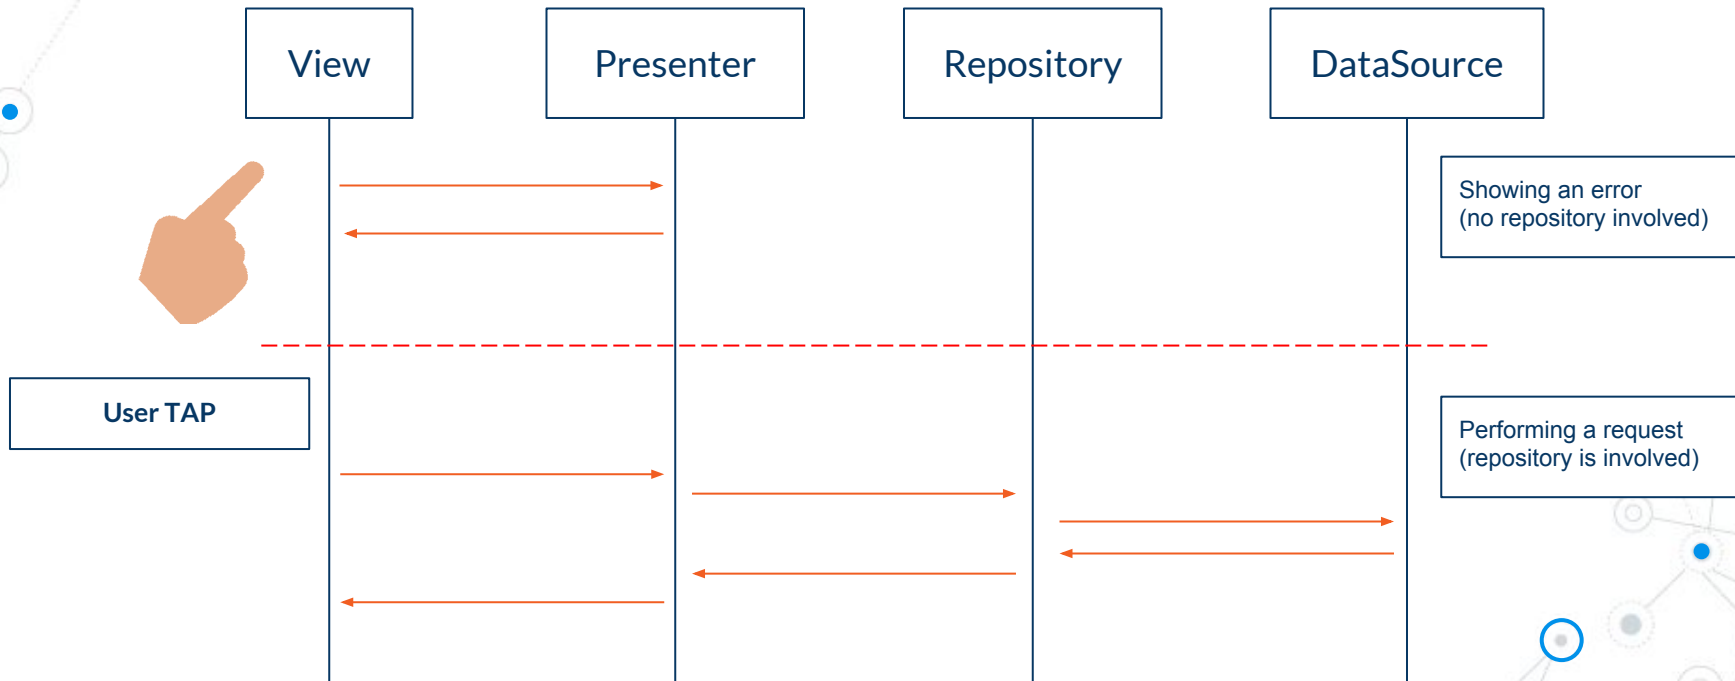 View
Presenter
Repository
DataSource
Showing an error
(no repository involved)
User TAP
Performing a request
(repository is involved)